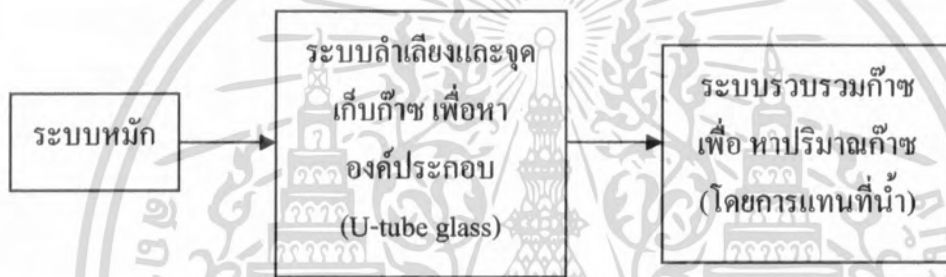 ระบบหมัก
ระบบลำเลียงและจุด
เก็บก๊าซ เพื่อหา
องค์ประกอบ
(U-tube glass)
ระบบรวบรวมก๊าซ
เพื่อ หาปริมาณก๊าซ
(โดยการแทนที่น้ำ)